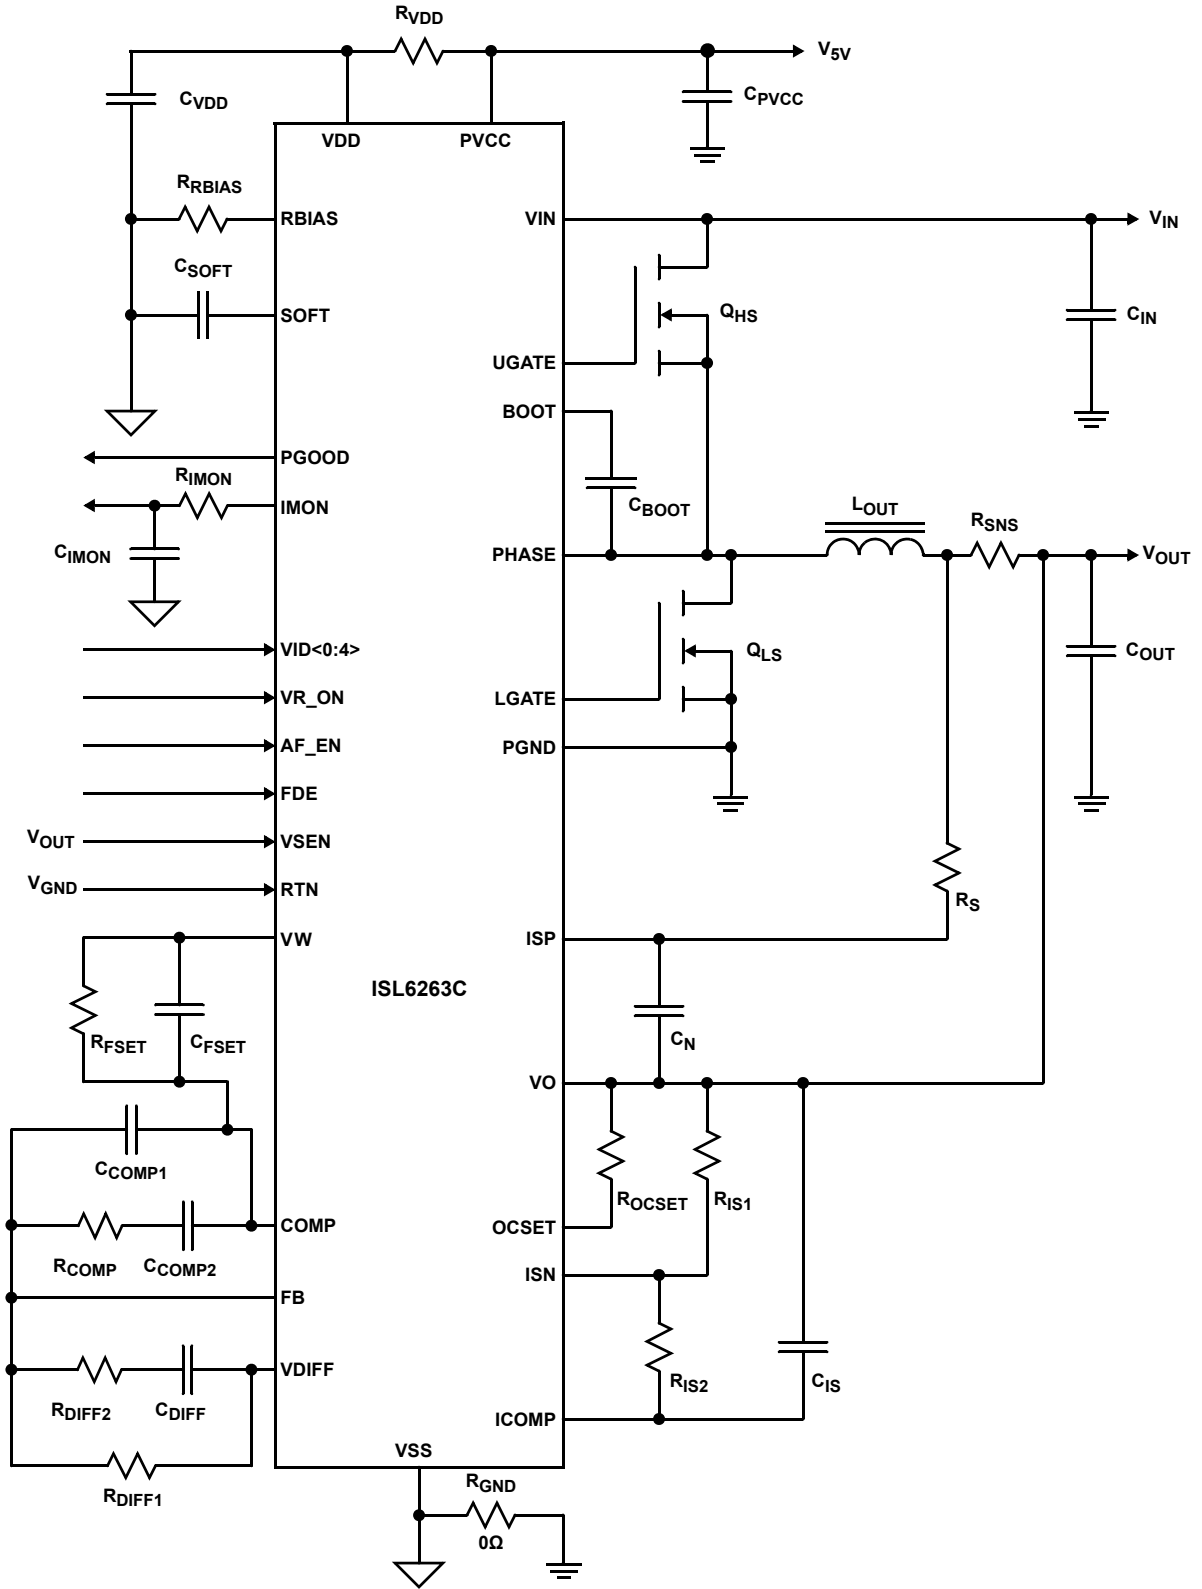 RVDD
V5V
CVDD
CPVCC
VDD
PVCC
RRBIAS
RBIAS
VIN
VIN
CSOFT
SOFT
QHS
CIN
UGATE
BOOT
PGOOD
RIMON
IMON
CBOOT
LOUT
RSNS
CIMON
PHASE
VOUT
VID<0:4>
QLS
COUT
VR_ON
LGATE
AF_EN
PGND
FDE
VOUT
VSEN
VGND
RTN
RS
VW
ISP
ISL6263C
RFSET
CFSET
CN
VO
CCOMP1
ROCSET
RIS1
COMP
OCSET
RCOMP
CCOMP2
ISN
FB
VDIFF
RIS2
CIS
RDIFF2
CDIFF
ICOMP
VSS
RDIFF1
RGND
0Ω